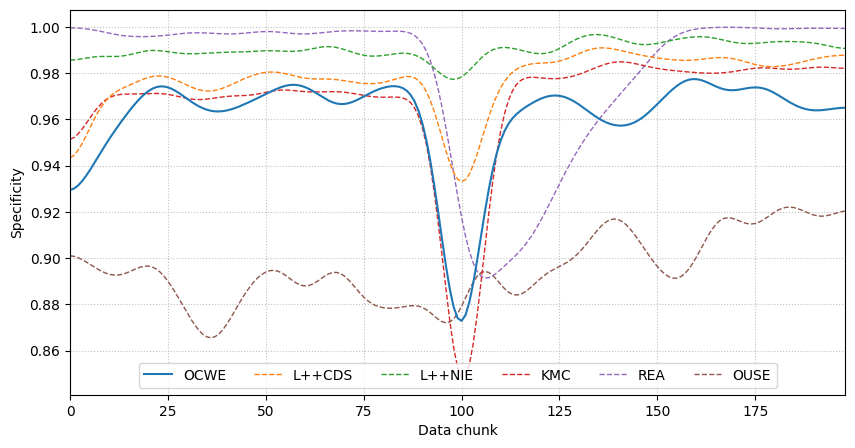 1.00
0.98
0.96
0.94
0.92
0.90
0.88
0.86
Specificity
OCWE L++CDS L++NIE KMC REA OUSE
0 25 50 75 100 125 150 175
Data chunk